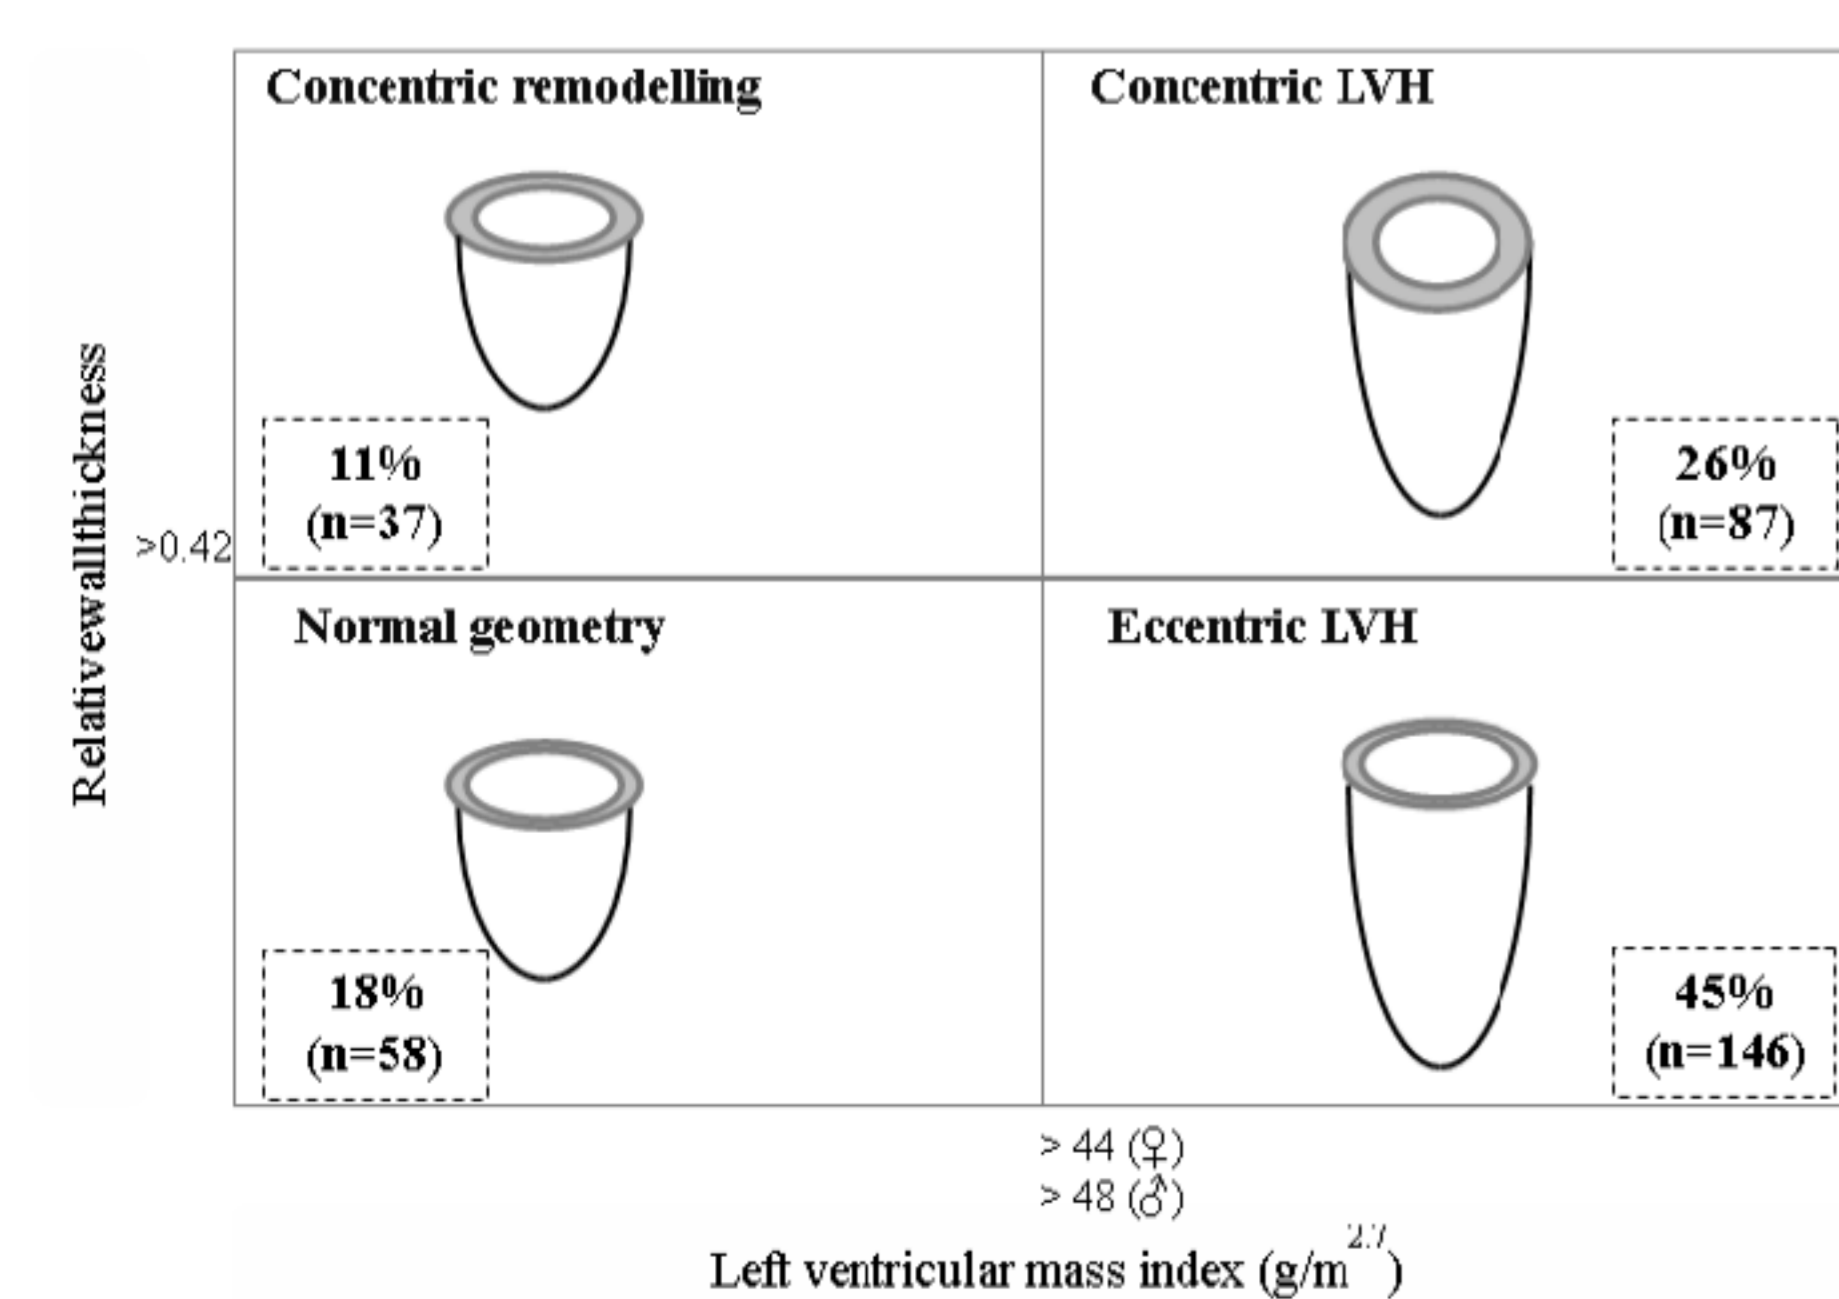 Concentric remodelling
Concentric LVH
11%
(n=37)
26%
(n=87)
Relativewallthickness
>0.42
Normal geometry
Eccentric LVH
18%
(n=58)
45%
(n=146)
> 44 (♀)
> 48 (♂)
Left ventricular mass index (g/m^2.7)